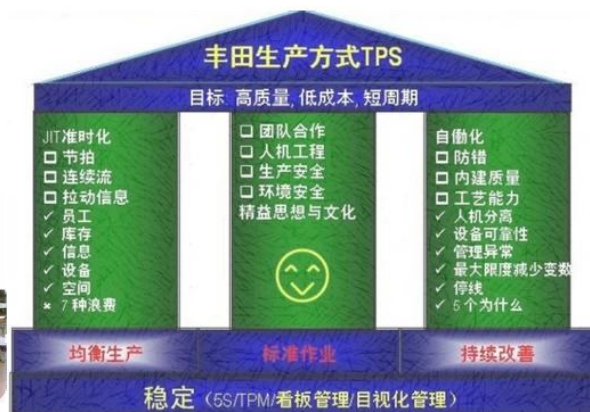 丰田生产方式TPS
目标: 高质量, 低成本, 短周期
JIT准时化
□ 节拍
□ 连续流
□ 拉动信息
✓ 员工
✓ 库存
✓ 信息
✓ 设备
✓ 空间
× 7种浪费
□ 团队合作
□ 人机工程
□ 生产安全
□ 环境安全
精益思想与文化
自働化
□ 防错
□ 内建质量
□ 工艺能力
✓ 人机分离
✓ 设备可靠性
✓ 管理异常
✓ 最大限度减少变数
✓ 停线
✓ 5个为什么
均衡生产
标准作业
持续改善
稳定（5S/TPM/看板管理/目视化管理）